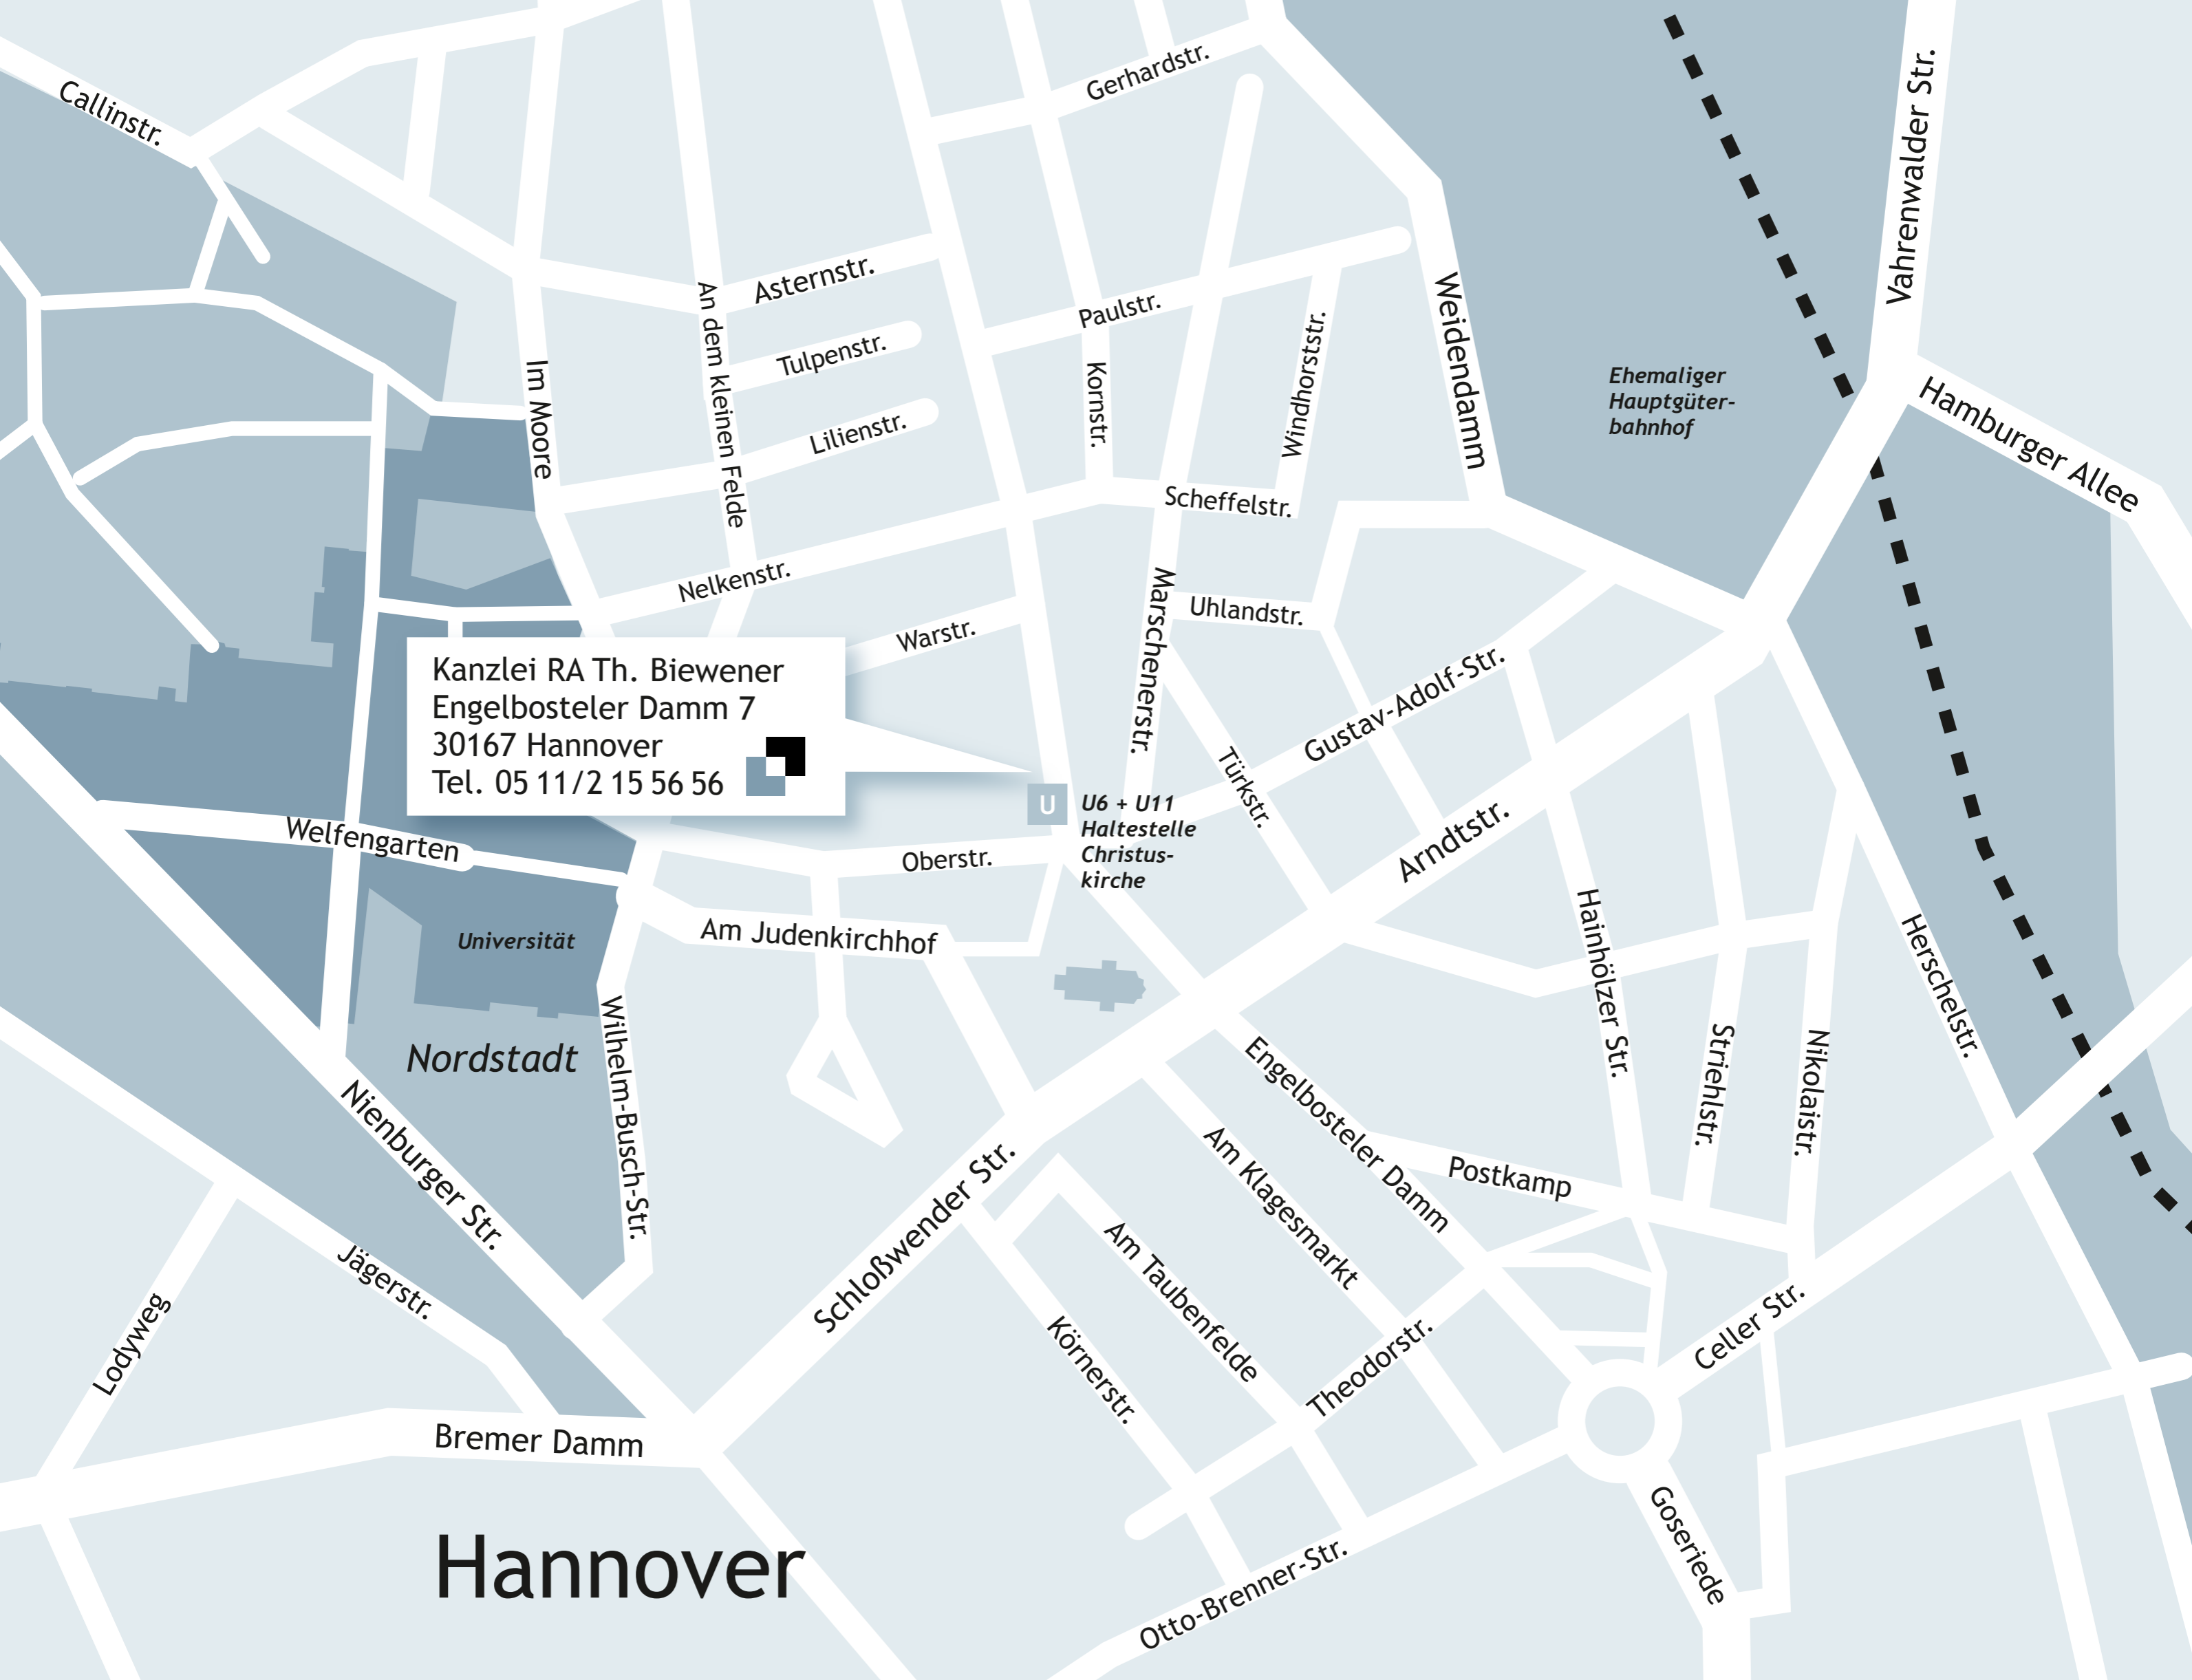 Callinstr.
Gerhardstr.
Vahrenwalder Str.
Asternstr.
An dem kleinen Felde
Tulpenstr.
Lilienstr.
Im Moore
Paulstr.
Kornstr.
Windhorststr.
Weidendamm
Ehemaliger
Hauptgüter-
bahnhof
Hamburger Allee
Scheffelstr.
Nelkenstr.
Warstr.
Marschenerstr.
Uhlandstr.
Gustav-Adolf-Str.
Kanzlei RA Th. Biewener
Engelbosteler Damm 7
30167 Hannover
Tel. 05 11/2 15 56 56
U
U6 + U11
Haltestelle
Christus-
kirche
Türkstr.
Arndtstr.
Welfengarten
Oberstr.
Am Judenkirchhof
Universität
Nordstadt
Wilhelm-Busch-Str.
Hainhölzer Str.
Herschelstr.
Striehlstr.
Nikolaistr.
Engelbosteler Damm
Postkamp
Nienburger Str.
Schloßwender Str.
Am Klagesmarkt
Am Taubenfelde
Jägerstr.
Lodyweg
Körnerstr.
Theodorstr.
Celler Str.
Bremer Damm
Goseriede
Hannover
Otto-Brenner-Str.